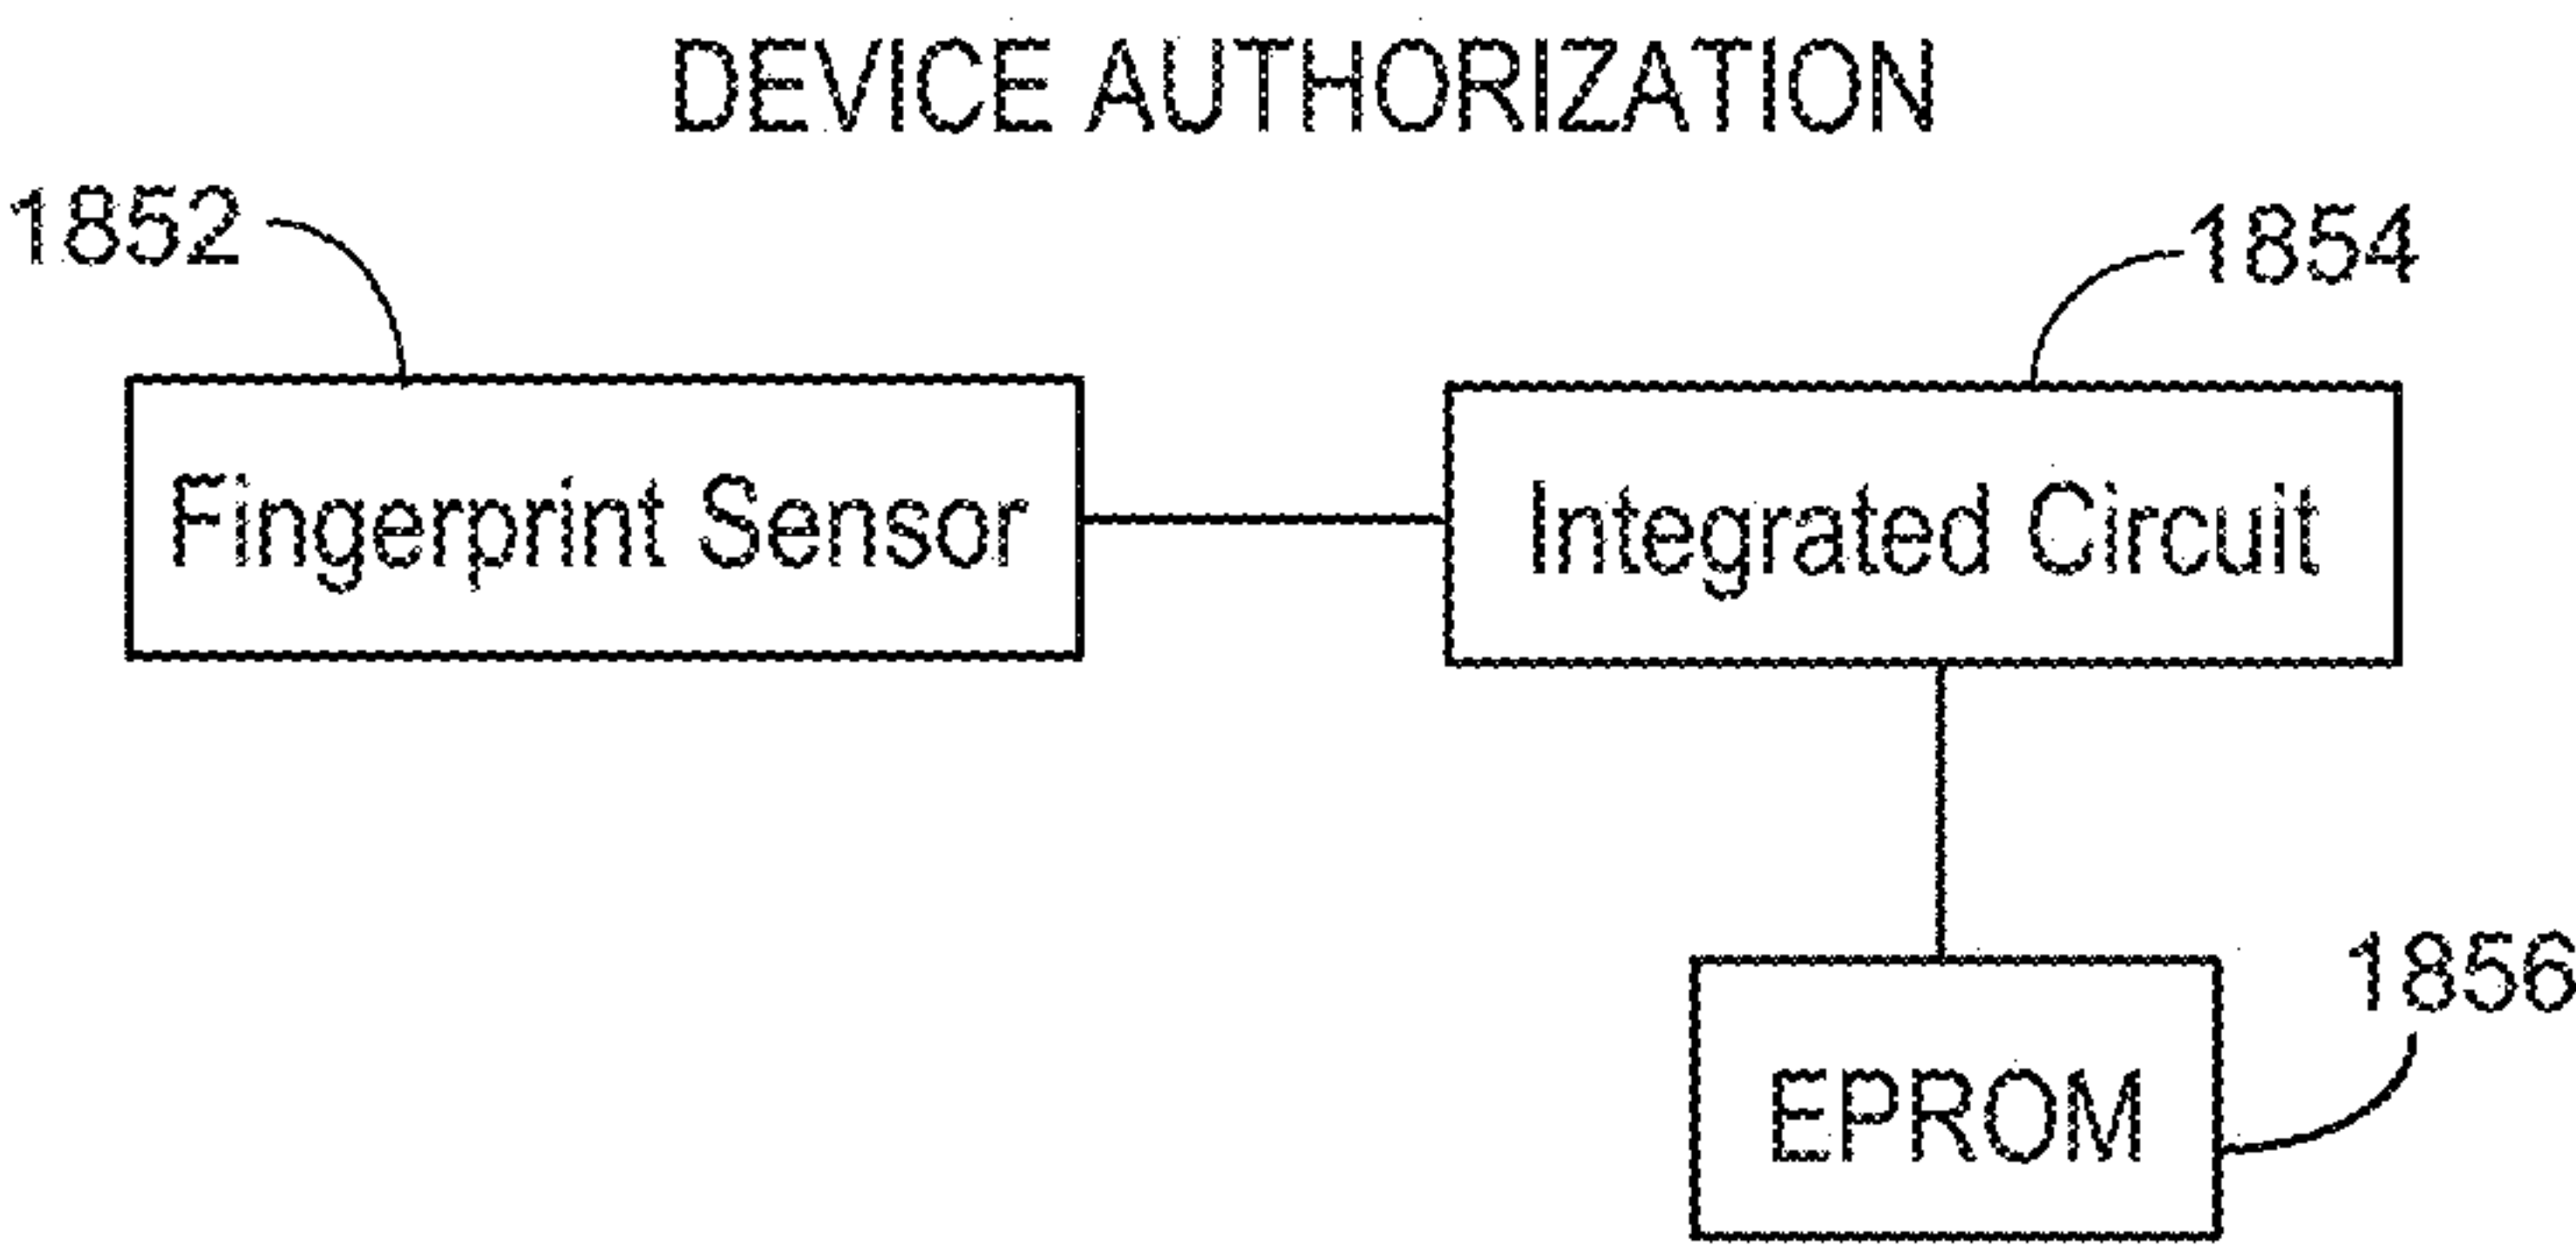 DEVICE AUTHORIZATION
1852
1854
Fingerprint Sensor
Integrated Circuit
1856
EPROM